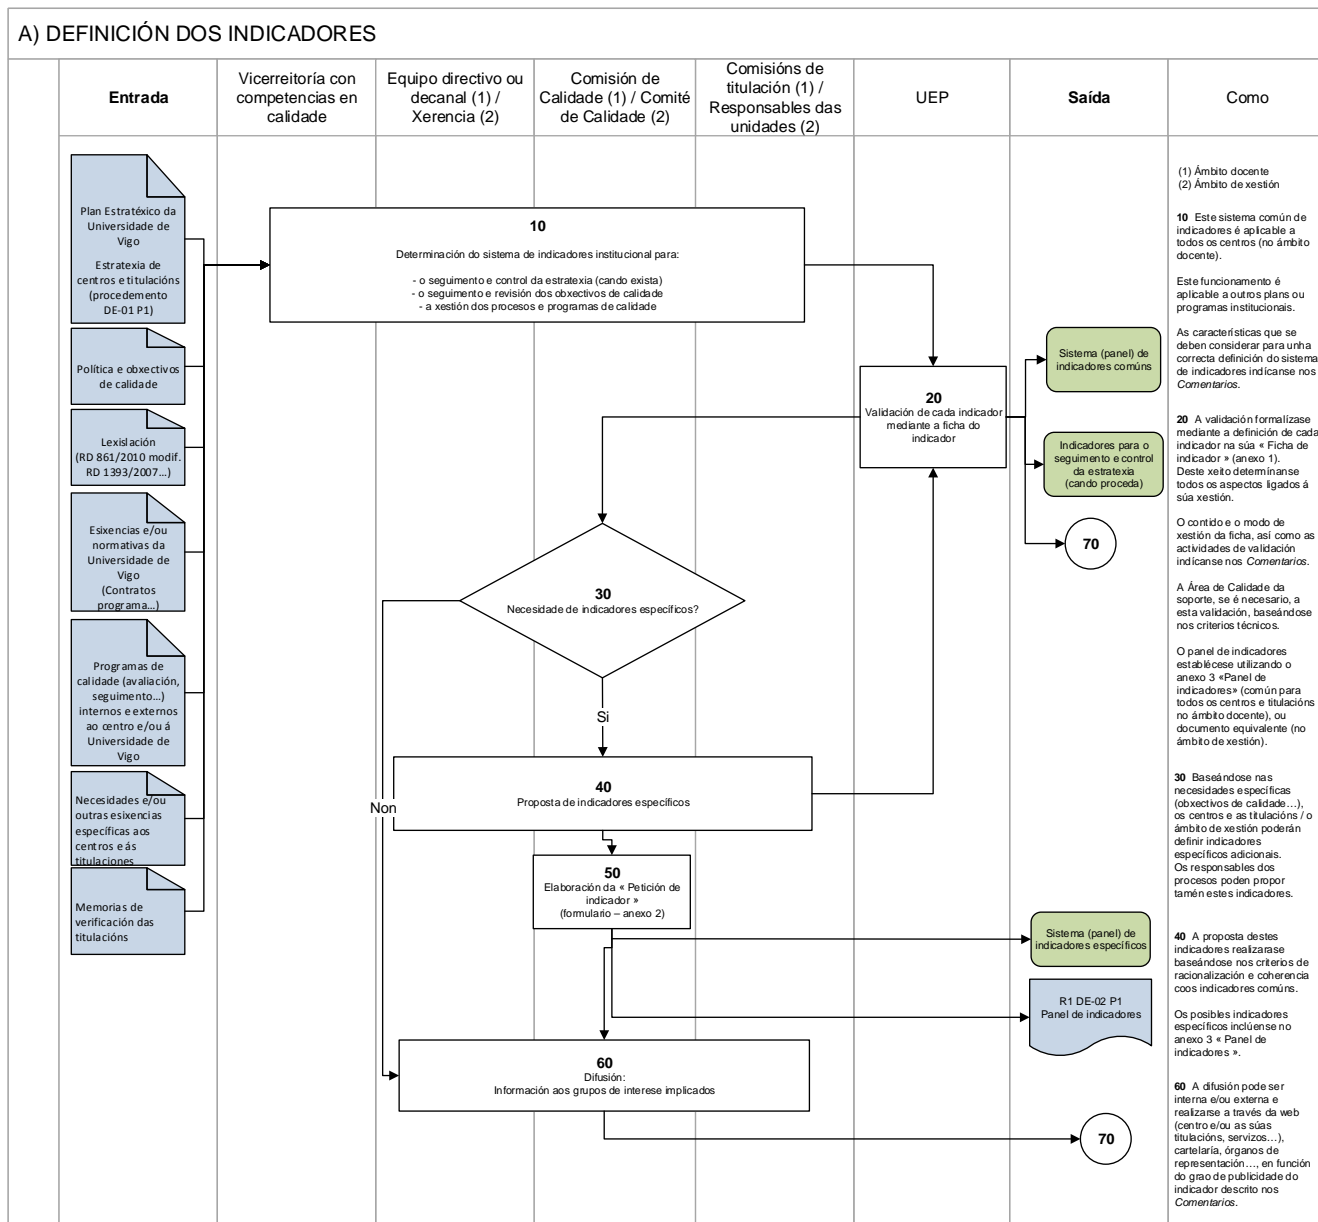 A) DEFINICIÓN DOS INDICADORES
Entrada
Vicerreitoría con
competencias en
calidade
Equipo directivo ou
decanal (1) /
Xerencia (2)
Comisión de
Calidade (1) / Comité
de Calidade (2)
Comisións de
titulación (1) /
Responsables das
unidades (2)
UEP
Saída
Como
Plan Estratéxico da
Universidade de
Vigo
Estratexia de
centros e titulacións
(procedemento
DE-01 P1)
Política e obxectivos
de calidade
Lexislación
(RD 861/2010 modif.
RD 1393/2007...)
Esixencias e/ou
normativas da
Universidade de
Vigo
(Contratos
programa...)
Programas de
calidade (avaliación,
seguimento...)
internos e externos
ao centro e/ou á
Universidade de
Vigo
Necesidades e/ou
outras esixencias
específicas aos
centros e ás
titulaciones
Memorias de
verificación das
titulacións
10
Determinación do sistema de indicadores institucional para:
- o seguimento e control da estratexia (cando exista)
- o seguimento e revisión dos obxectivos de calidade
- a xestión dos procesos e programas de calidade
20
Validación de cada indicador
mediante a ficha do
indicador
30
Necesidade de indicadores específicos?
Si
Non
40
Proposta de indicadores específicos
50
Elaboración da « Petición de
indicador »
(formulario – anexo 2)
60
Difusión:
Información aos grupos de interese implicados
Sistema (panel) de
indicadores comúns
Indicadores para o
seguimento e control
da estratexia
(cando proceda)
70
Sistema (panel) de
indicadores específicos
R1 DE-02 P1
Panel de indicadores
70
(1) Ámbito docente
(2) Ámbito de xestión
10 Este sistema común de
indicadores é aplicable a
todos os centros (no ámbito
docente).
Este funcionamento é
aplicable a outros plans ou
programas institucionais.
As características que se
deben considerar para unha
correcta definición do sistema
de indicadores indícanse nos
Comentarios.
20 A validación formalízase
mediante a definición de cada
indicador na súa « Ficha de
indicador » (anexo 1).
Deste xeito determínanse
todos os aspectos ligados á
súa xestión.
O contido e o modo de
xestión da ficha, así como as
actividades de validación
indícanse nos Comentarios.
A Área de Calidade da
soporte, se é necesario, a
esta validación, baseándose
nos criterios técnicos.
O panel de indicadores
establécese utilizando o
anexo 3 «Panel de
indicadores» (común para
todos os centros e titulacións
no ámbito docente), ou
documento equivalente (no
ámbito de xestión).
30 Baseándose nas
necesidades específicas
(obxectivos de calidade...),
os centros e as titulacións / o
ámbito de xestión poderán
definir indicadores
específicos adicionais.
Os responsables dos
procesos poden propor
tamén estes indicadores.
40 A proposta destes
indicadores realizarase
baseándose nos criterios de
racionalización e coherencia
coos indicadores comúns.
Os posibles indicadores
específicos inclúense no
anexo 3 « Panel de
indicadores ».
60 A difusión pode ser
interna e/ou externa e
realizarse a través da web
(centro e/ou as súas
titulacións, servizos...),
cartelaría, órganos de
representación..., en función
do grao de publicidade do
indicador descrito nos
Comentarios.